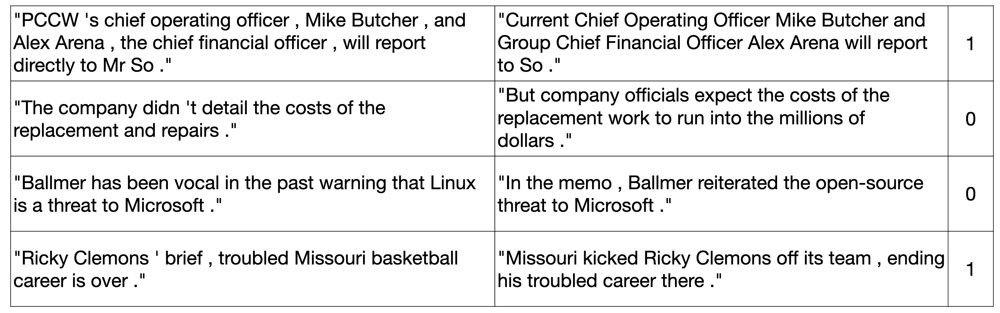 "PCCW 's chief operating officer , Mike Butcher , and
Alex Arena , the chief financial officer , will report
directly to Mr So ."
"Current Chief Operating Officer Mike Butcher and
Group Chief Financial Officer Alex Arena will report
to So ."
1
"The company didn 't detail the costs of the
replacement and repairs ."
"But company officials expect the costs of the
replacement work to run into the millions of
dollars ."
0
"Ballmer has been vocal in the past warning that Linux
is a threat to Microsoft ."
"In the memo , Ballmer reiterated the open-source
threat to Microsoft ."
0
"Ricky Clemons ' brief , troubled Missouri basketball
career is over ."
"Missouri kicked Ricky Clemons off its team , ending
his troubled career there ."
1